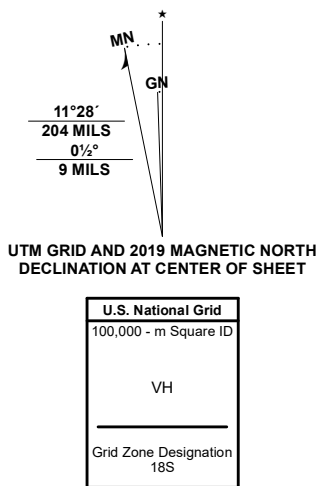 ★
MN
GN
11°28´
204 MILS
0½°
9 MILS
UTM GRID AND 2019 MAGNETIC NORTH
DECLINATION AT CENTER OF SHEET
U.S. National Grid
100,000 - m Square ID
VH
Grid Zone Designation
18S